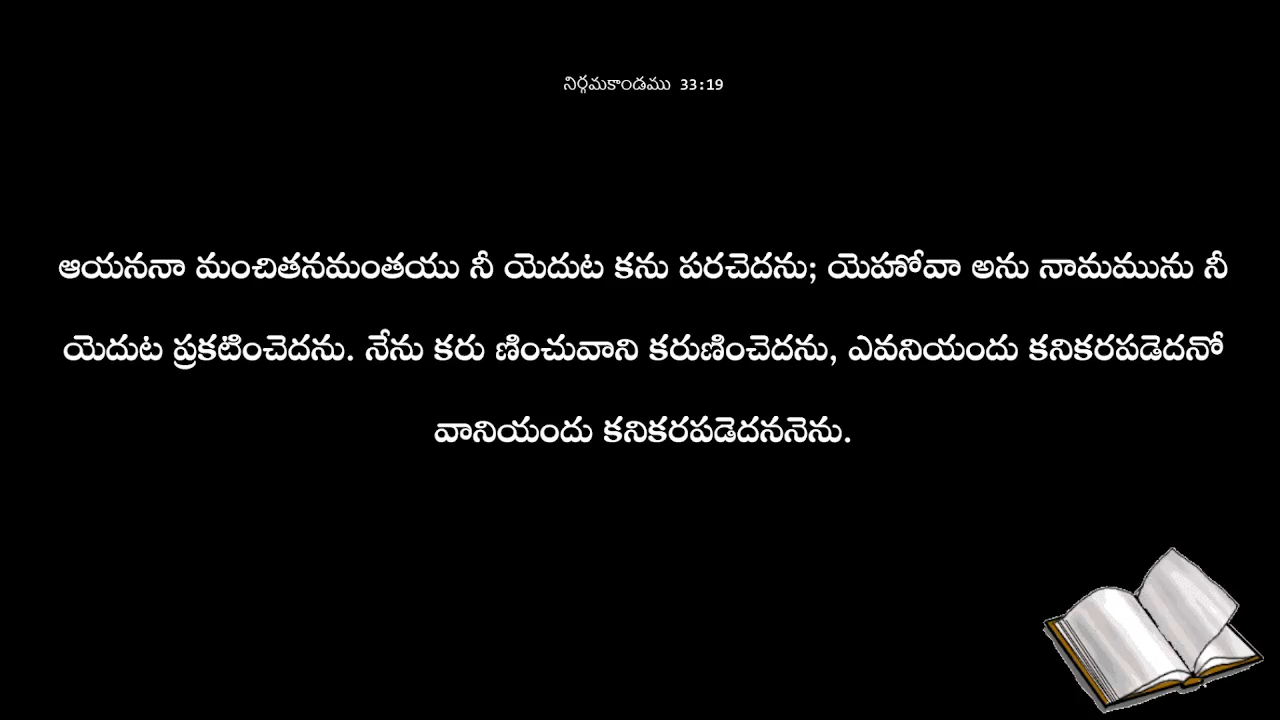 నిర్గమకాండము 33:19
ఆయననా మంచితనమంతయు నీ యెదుట కను పరచెదను; యెహోవా అను నామమును నీ
యెదుట ప్రకటించెదను. నేను కరు ణించువాని కరుణించెదను, ఎవనియందు కనికరపడెదనో
వానియందు కనికరపడెదననెను.